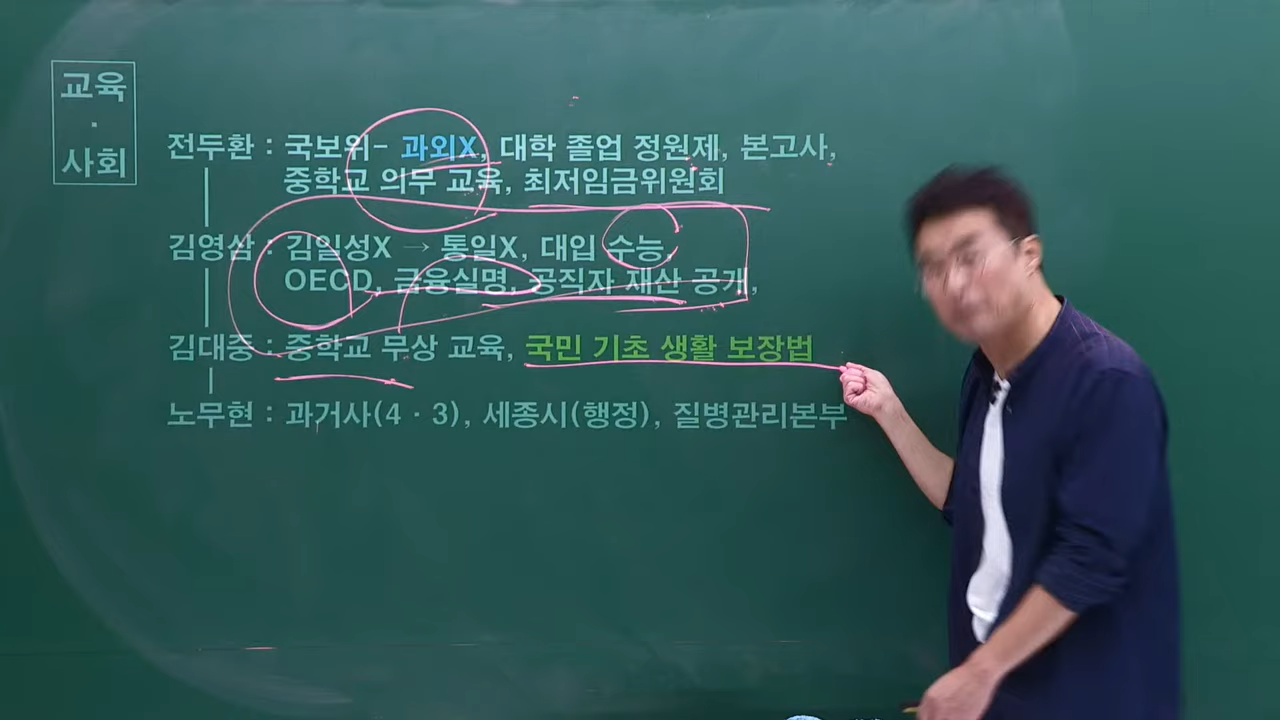 교육
·
사회
전두환 : 국보위- 과외X, 대학 졸업 정원제, 본고사,
중학교 의무 교육, 최저임금위원회
김영삼 : 김일성X → 통일X, 대입 수능,
OECD, 금융실명, 공직자 재산 공개,
김대중 : 중학교 무상 교육, 국민 기초 생활 보장법
노무현 : 과거사(4 · 3), 세종시(행정), 질병관리본부